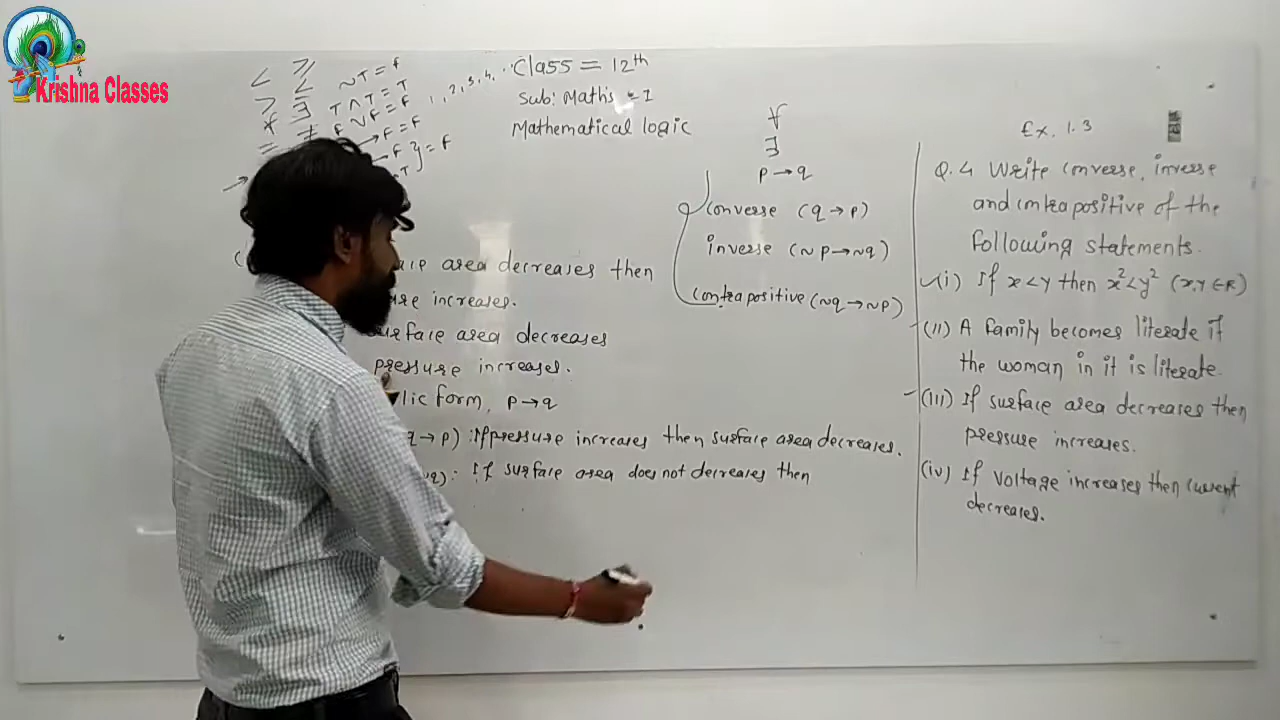 Krishna Classes
Class = 12th
Sub: Maths - I
Mathematical logic
< ⩾
> ∃
~T = F
T ∧ T = T
F ∨ F = F
1, 2, 3, 4, ..
F = F
F } = F
∀
∃
p → q
converse (q → p)
inverse (~p → ~q)
contrapositive (~q → ~p)
area decreases then
increases.
surface area decreases
pressure increases.
form, p → q
q → p) : If pressure increases then surface area decreases.
~q) : If surface area does not decreases then
Ex. 1.3
Q.4 Write converse, inverse
and contrapositive of the
following statements.
(i) If x < y then x² < y² (x, y ∈ R)
(II) A family becomes literate if
the woman in it is literate.
(III) If surface area decreases then
pressure increases.
(iv) If voltage increases then current
decreases.